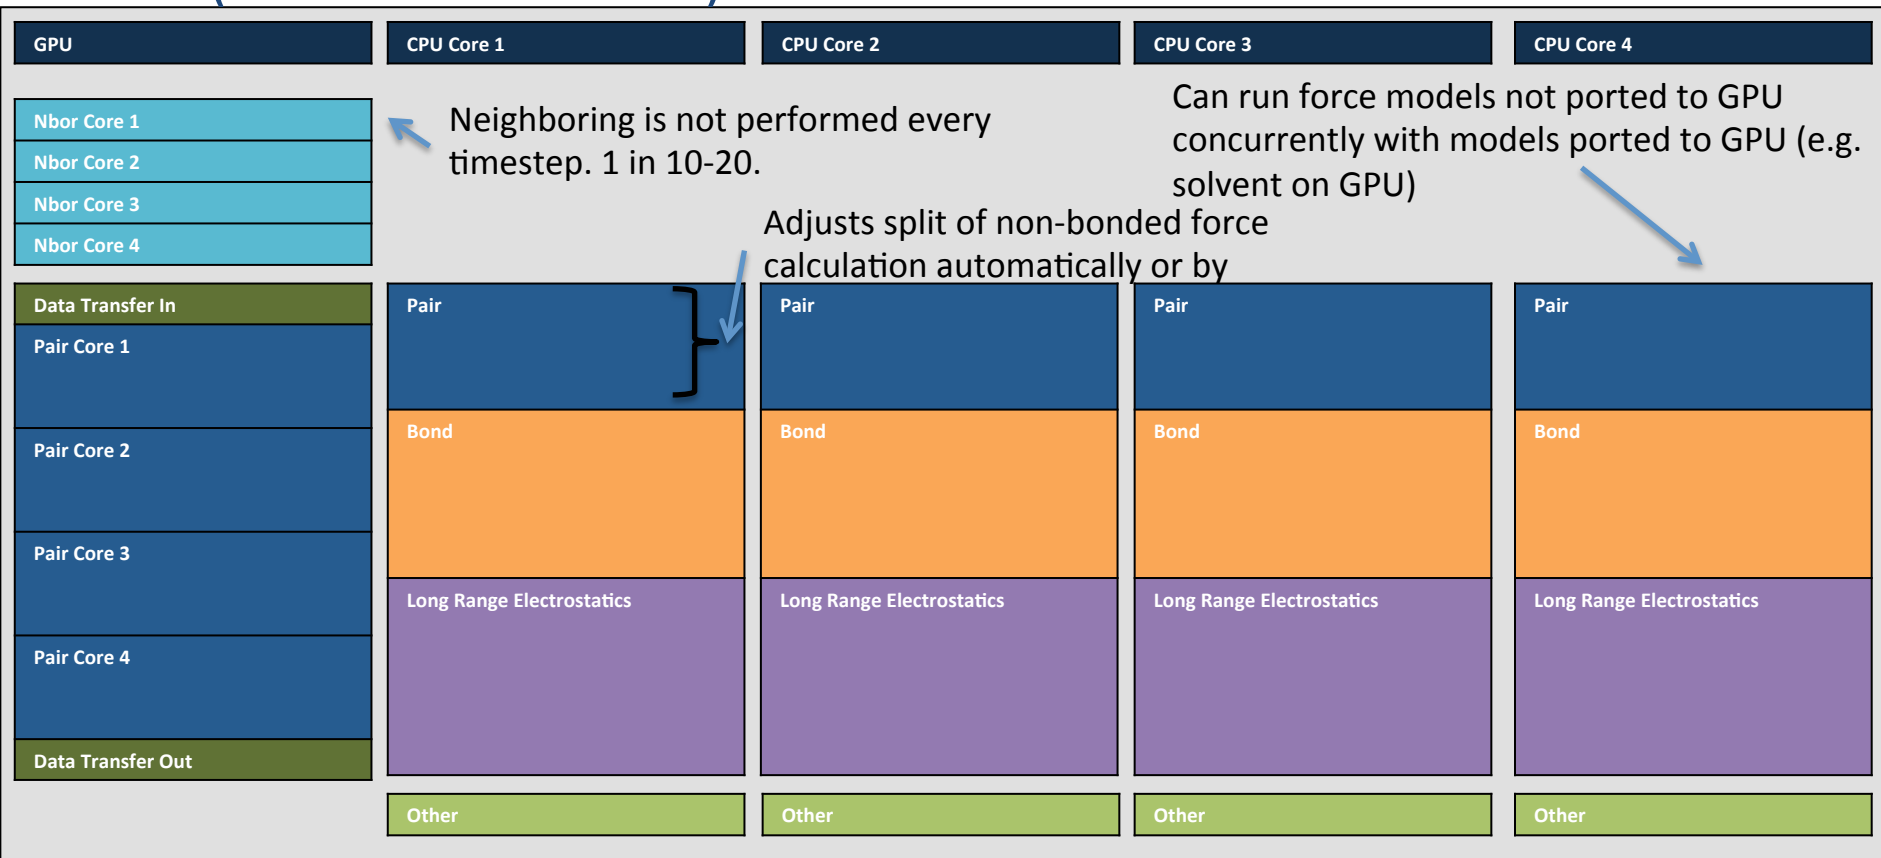 GPU
CPU Core 1
CPU Core 2
CPU Core 3
CPU Core 4
Nbor Core 1
Nbor Core 2
Nbor Core 3
Nbor Core 4
Neighboring is not performed every
timestep. 1 in 10-20.
Can run force models not ported to GPU
concurrently with models ported to GPU (e.g.
solvent on GPU)
Adjusts split of non-bonded force
calculation automatically or by
Data Transfer In
Pair Core 1
Pair Core 2
Pair Core 3
Pair Core 4
Data Transfer Out
Pair
Bond
Long Range Electrostatics
Other
Pair
Bond
Long Range Electrostatics
Other
Pair
Bond
Long Range Electrostatics
Other
Pair
Bond
Long Range Electrostatics
Other